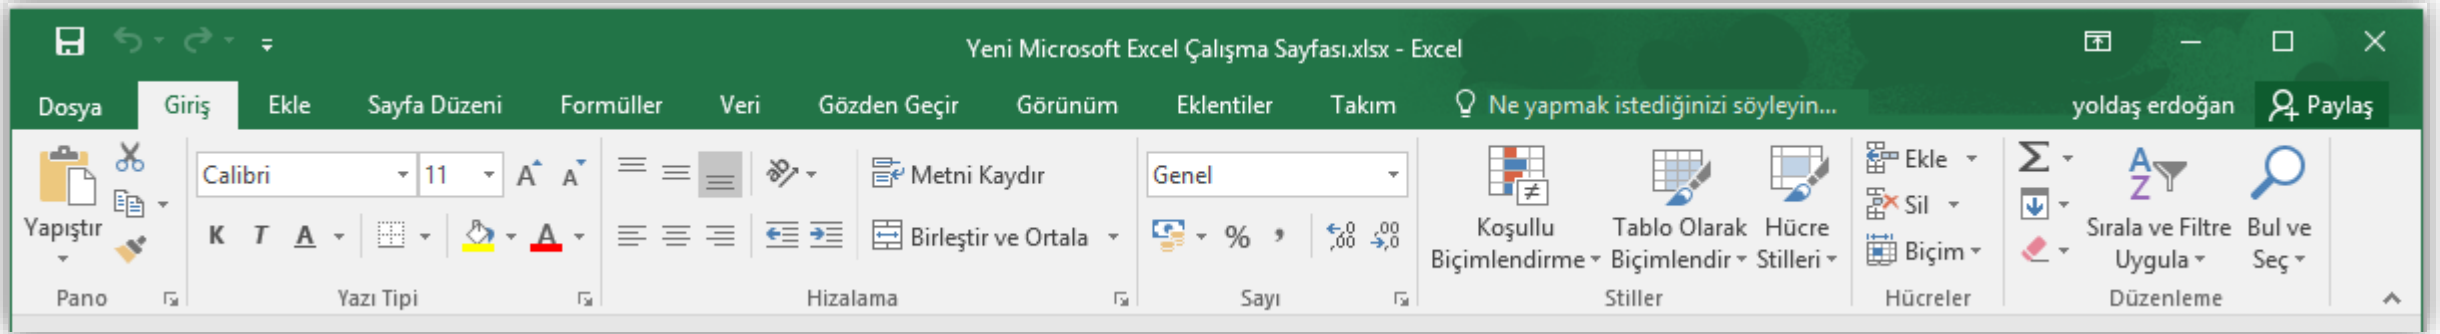 Yeni Microsoft Excel Çalışma Sayfası.xlsx - Excel
Dosya Giriş Ekle Sayfa Düzeni Formüller Veri Gözden Geçir Görünüm Eklentiler Takım Ne yapmak istediğinizi söyleyin... yoldaş erdoğan Paylaş
Yapıştır
Pano
Calibri 11
K T A A
Yazı Tipi
Metni Kaydır
Birleştir ve Ortala
Hizalama
Genel
%
Sayı
Koşullu
Biçimlendirme
Tablo Olarak
Biçimlendir
Hücre
Stilleri
Stiller
Ekle
Sil
Biçim
Hücreler
Σ
Sırala ve Filtre
Uygula
Bul ve
Seç
Düzenleme